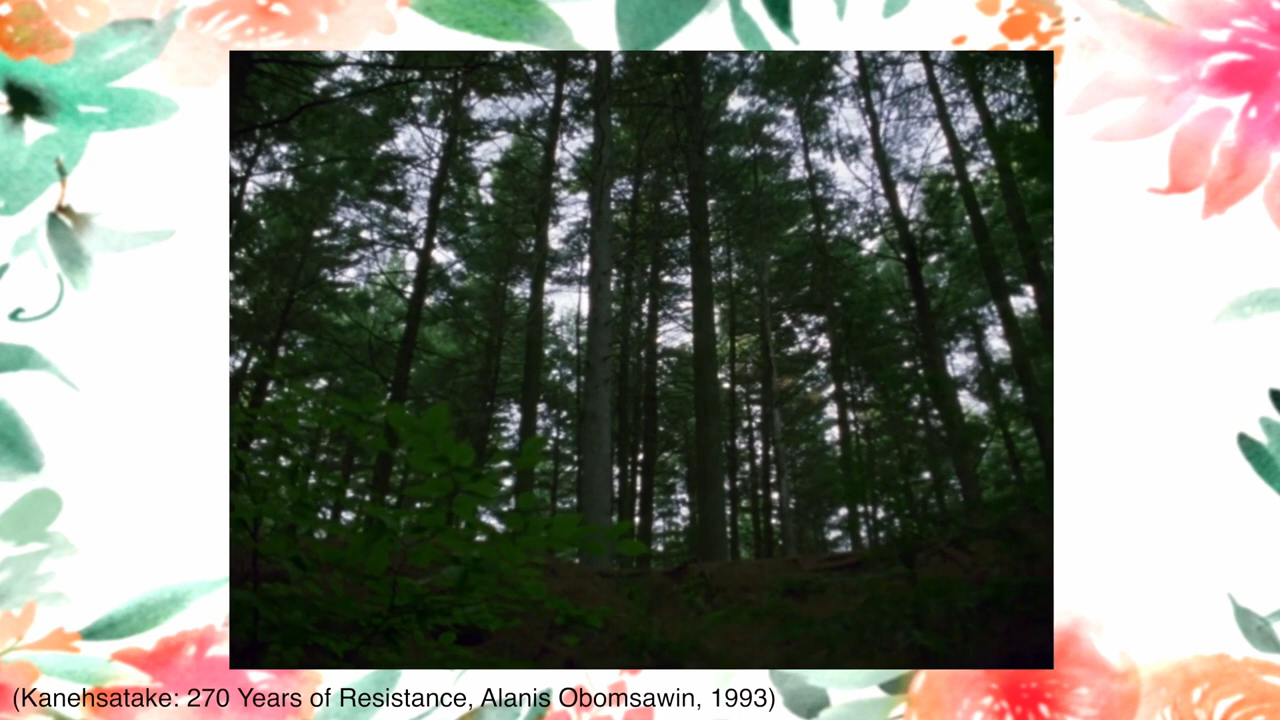 (Kanehsatake: 270 Years of Resistance, Alanis Obomsawin, 1993)